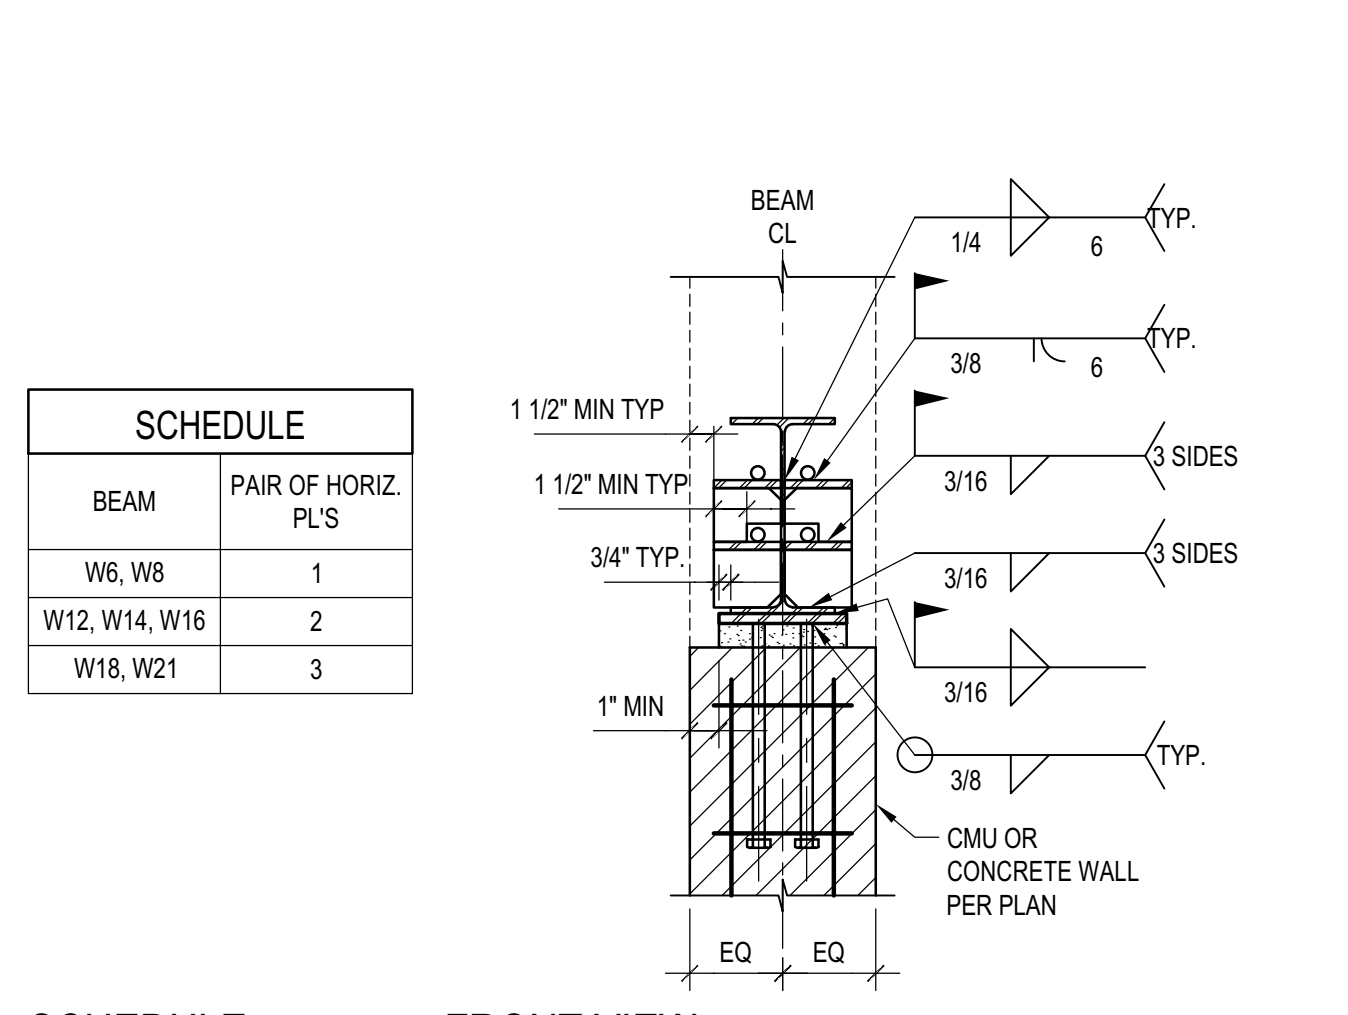 SCHEDULE
BEAM
PAIR OF HORIZ.
PL'S
W6, W8
1
W12, W14, W16
2
W18, W21
3
BEAM
CL
1/4
6
TYP.
3/8
6
TYP.
1 1/2" MIN TYP
3/16
3 SIDES
1 1/2" MIN TYP
3/4" TYP.
3/16
3 SIDES
3/16
1" MIN
3/8
TYP.
CMU OR
CONCRETE WALL
PER PLAN
EQ
EQ
SCHEDULE
FRONT VIEW